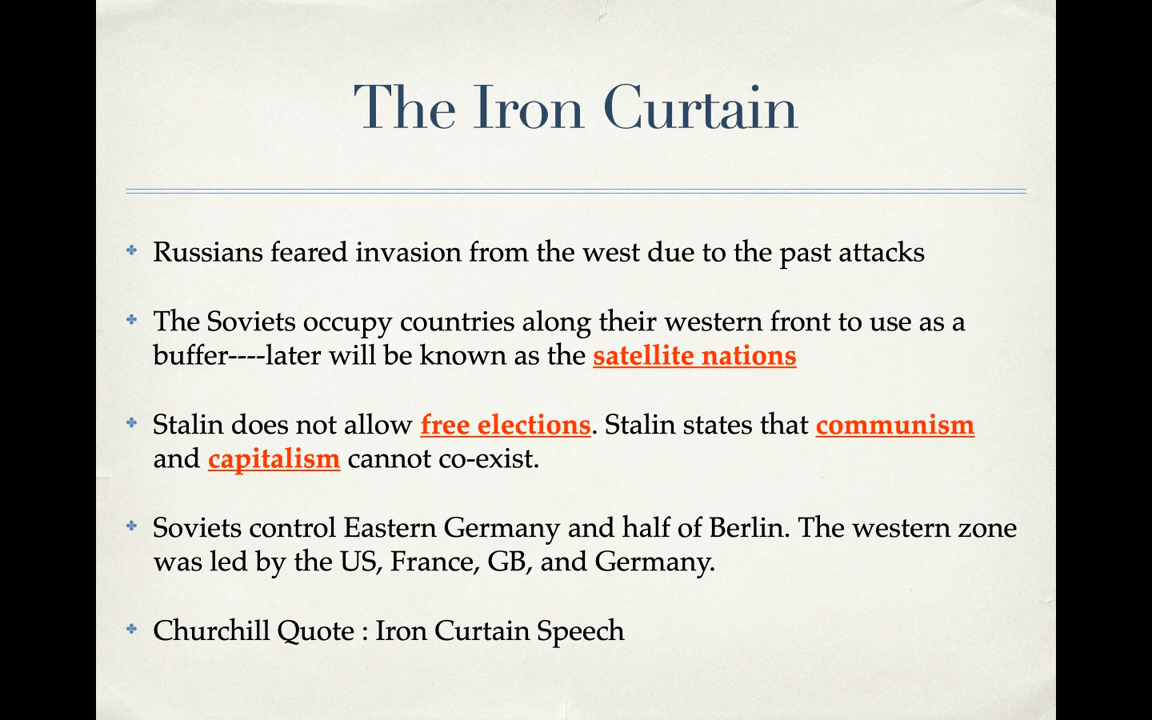 The Iron Curtain
Russians feared invasion from the west due to the past attacks
The Soviets occupy countries along their western front to use as a
buffer----later will be known as the satellite nations
Stalin does not allow free elections. Stalin states that communism
and capitalism cannot co-exist.
Soviets control Eastern Germany and half of Berlin. The western zone
was led by the US, France, GB, and Germany.
Churchill Quote : Iron Curtain Speech